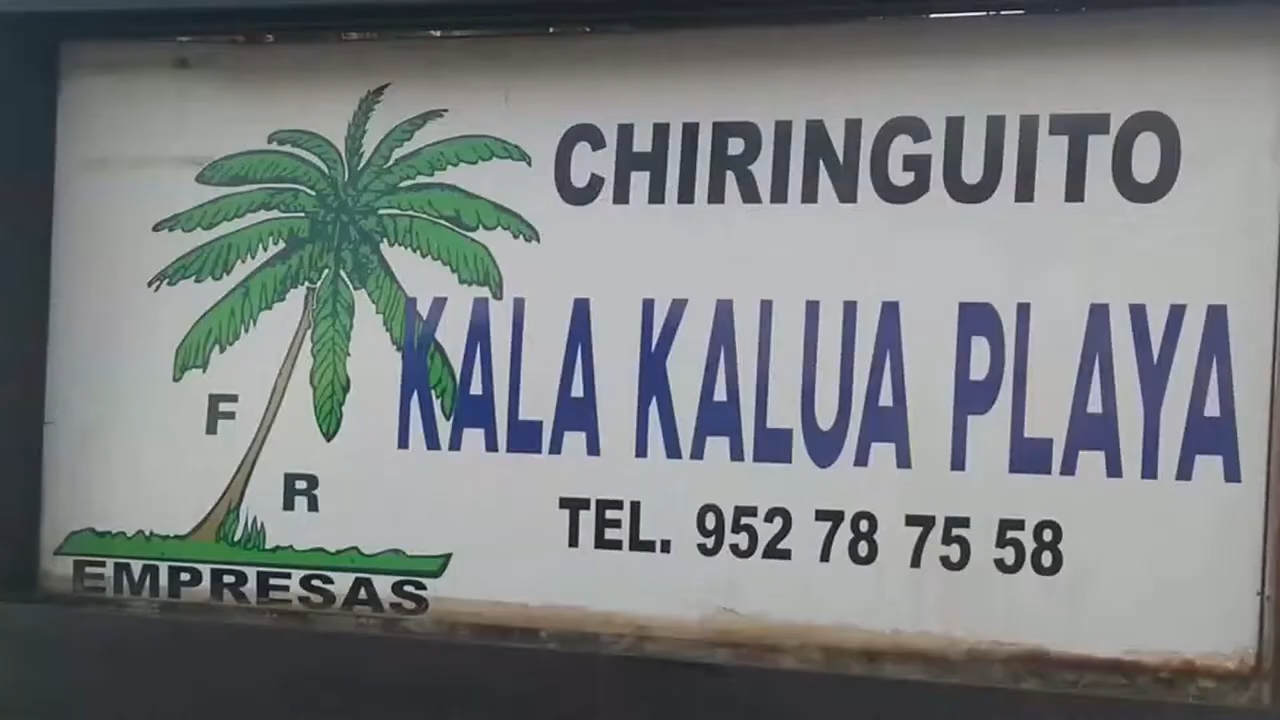 CHIRINGUITO
KALA KALUA PLAYA
TEL. 952 78 75 58
F
R
EMPRESAS